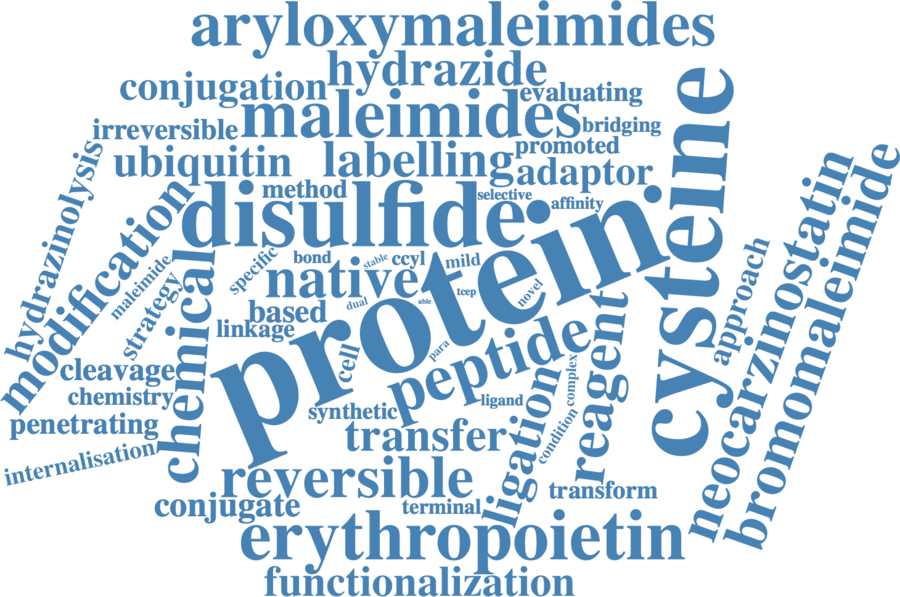 aryloxymaleimides
hydrazide
conjugation
evaluating
maleimides
irreversible
bridging
promoted
ubiquitin
labelling
adaptor
method
selective
affinity
disulfide
hydrazinolysis
modification
maleimide
strategy
chemical
specific
bond
stable
ccyl
mild
native
dual
able
tcep
novel
based
linkage
protein
cysteine
approach
neocarzinostatin
bromomaleimide
cell
para
peptide
reagent
cleavage
chemistry
penetrating
internalisation
synthetic
ligand
complex
condition
ligation
transfer
reversible
conjugate
terminal
transform
erythropoietin
functionalization